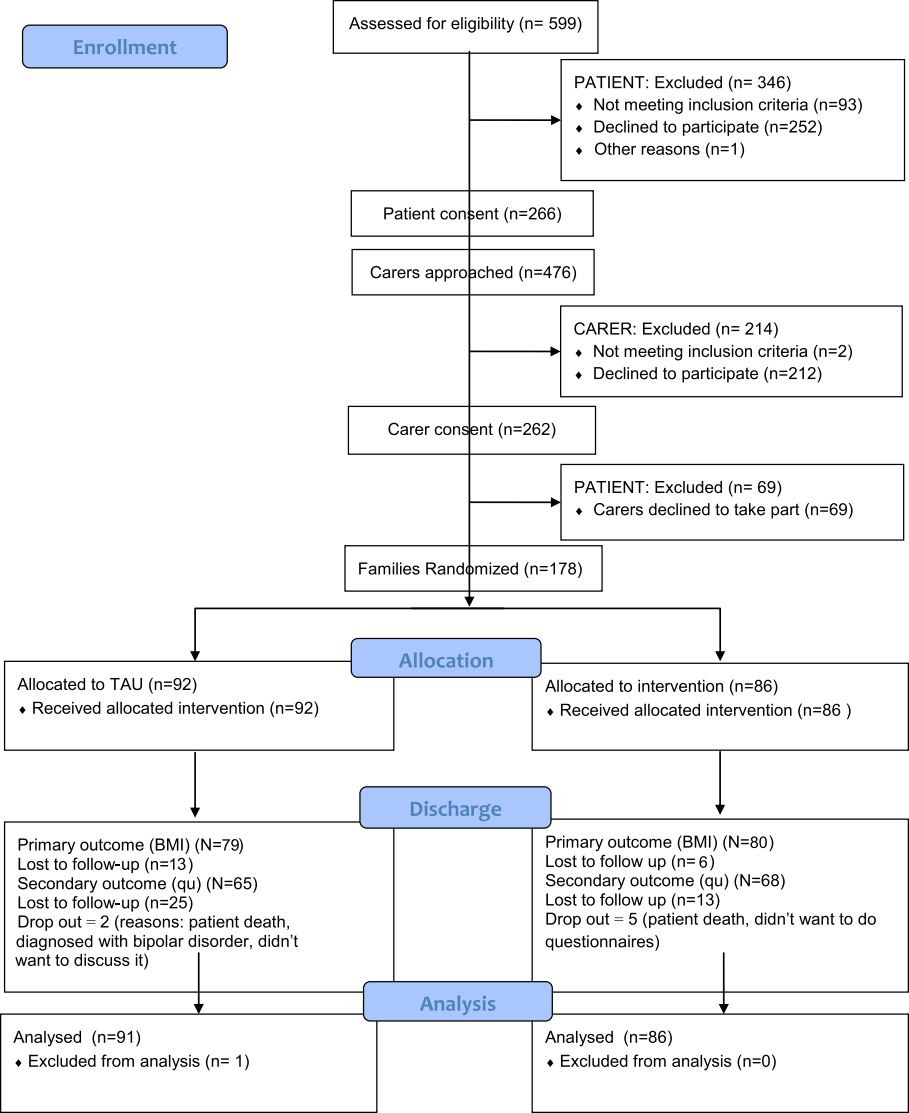 Enrollment
Assessed for eligibility (n= 599)
PATIENT: Excluded (n= 346)
♦ Not meeting inclusion criteria (n=93)
♦ Declined to participate (n=252)
♦ Other reasons (n=1)
Patient consent (n=266)
Carers approached (n=476)
CARER: Excluded (n= 214)
♦ Not meeting inclusion criteria (n=2)
♦ Declined to participate (n=212)
Carer consent (n=262)
PATIENT: Excluded (n= 69)
♦ Carers declined to take part (n=69)
Families Randomized (n=178)
Allocation
Allocated to TAU (n=92)
♦ Received allocated intervention (n=92)
Allocated to intervention (n=86)
♦ Received allocated intervention (n=86 )
Discharge
Primary outcome (BMI) (N=79)
Lost to follow-up (n=13)
Secondary outcome (qu) (N=65)
Lost to follow-up (n=25)
Drop out = 2 (reasons: patient death,
diagnosed with bipolar disorder, didn’t
want to discuss it)
Primary outcome (BMI) (N=80)
Lost to follow up (n= 6)
Secondary outcome (qu) (N=68)
Lost to follow up (n=13)
Drop out = 5 (patient death, didn’t want to do
questionnaires)
Analysis
Analysed (n=91)
♦ Excluded from analysis (n= 1)
Analysed (n=86)
♦ Excluded from analysis (n=0)